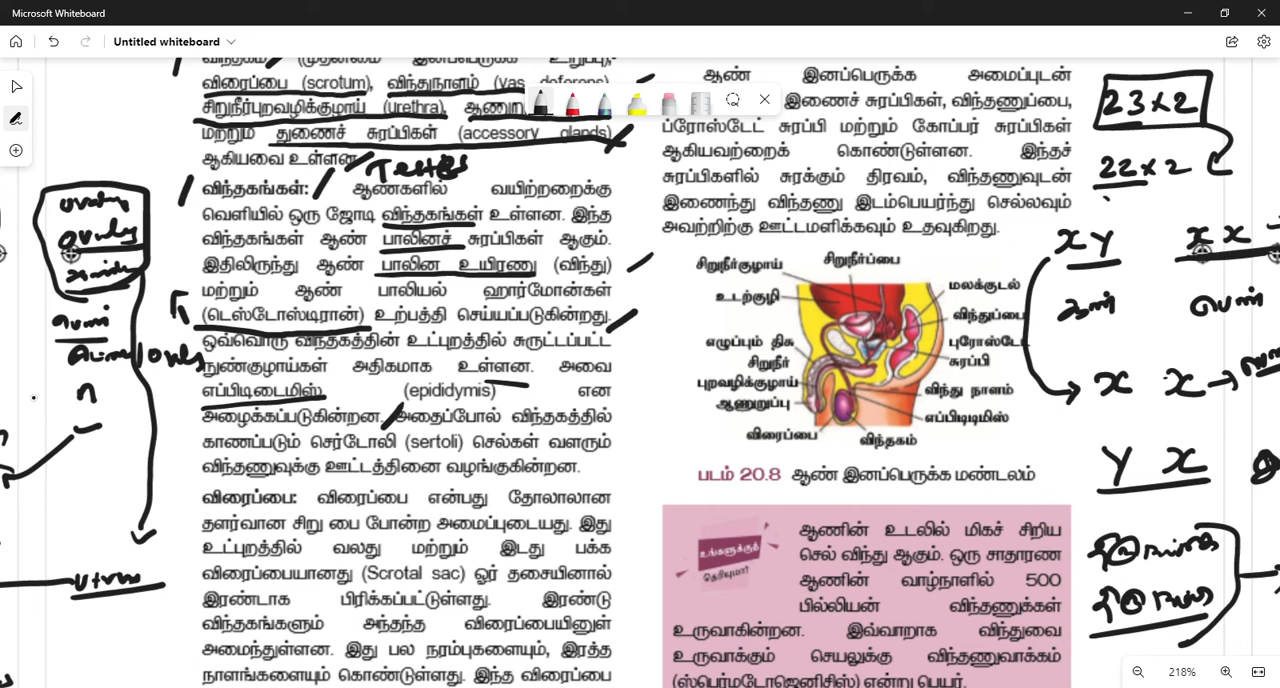 Microsoft Whiteboard
Untitled whiteboard
விரைப்பை (scrotum), விந்துநாளம் (vas deferens),
சிறுநீர்புறவழிக்குழாய் (urethra),
மற்றும் துணைச் சுரப்பிகள் (accessory glands)
ஆகியவை உள்ளன
Testes
விந்தகங்கள்: ஆண்களில் வயிற்றறைக்கு
வெளியில் ஒரு ஜோடி விந்தகங்கள் உள்ளன. இந்த
விந்தகங்கள் ஆண் பாலினச் சுரப்பிகள் ஆகும்.
இதிலிருந்து ஆண் பாலின உயிரணு (விந்து)
மற்றும் ஆண் பாலியல் ஹார்மோன்கள்
(டெஸ்டோஸ்டிரான்) உற்பத்தி செய்யப்படுகின்றது.
ஒவ்வொரு விந்தகத்தின் உட்புறத்தில் சுருட்டப்பட்ட
நுண்குழாய்கள் அதிகமாக உள்ளன. அவை
எப்பிடிடைமிஸ் (epididymis) என
அழைக்கப்படுகின்றன. அதைப்போல் விந்தகத்தில்
காணப்படும் செர்டோலி (sertoli) செல்கள் வளரும்
விந்தணுவுக்கு ஊட்டத்தினை வழங்குகின்றன.
விரைப்பை: விரைப்பை என்பது தோலாலான
தளர்வான சிறு பை போன்ற அமைப்புடையது. இது
உட்புறத்தில் வலது மற்றும் இடது பக்க
விரைப்பையானது (Scrotal sac) ஓர் தசையினால்
இரண்டாக பிரிக்கப்பட்டுள்ளது. இரண்டு
விந்தகங்களும் அந்தந்த விரைப்பையினுள்
அமைந்துள்ளன. இது பல நரம்புகளையும், இரத்த
நாளங்களையும் கொண்டுள்ளது. இந்த விரைப்பை
ஆண் இனப்பெருக்க அமைப்புடன்
இணைச் சுரப்பிகள், விந்தணுப்பை,
ப்ரோஸ்டேட் சுரப்பி மற்றும் கோப்பர் சுரப்பிகள்
ஆகியவற்றைக் கொண்டுள்ளன. இந்தச்
சுரப்பிகளில் சுரக்கும் திரவம், விந்தணுவுடன்
இணைந்து விந்தணு இடம்பெயர்ந்து செல்லவும்
அவற்றிற்கு ஊட்டமளிக்கவும் உதவுகிறது.
சிறுநீர்குழாய்
சிறுநீர்ப்பை
உடற்குழி
மலக்குடல்
விந்துப்பை
எழுப்பும் திசு
புரோஸ்டே
சுரப்பி
சிறுநீர்
புறவழிக்குழாய்
விந்து நாளம்
ஆணுறுப்பு
எப்பிடிடிமிஸ்
விரைப்பை
விந்தகம்
படம் 20.8 ஆண் இனப்பெருக்க மண்டலம்
உங்களுக்குத்
தெரியுமா?
ஆணின் உடலில் மிகச் சிறிய
செல் விந்து ஆகும். ஒரு சாதாரண
ஆணின் வாழ்நாளில் 500
பில்லியன் விந்தணுக்கள்
உருவாகின்றன. இவ்வாறாக விந்துவை
உருவாக்கும் செயலுக்கு விந்தணுவாக்கம்
(ஸ்பெர்மடோஜெனிசிஸ்) என்று பெயர்.
23x2
22x2
XY XX
ஆண் பெண்
X X
Y X
பெண்
n
uterus
218%